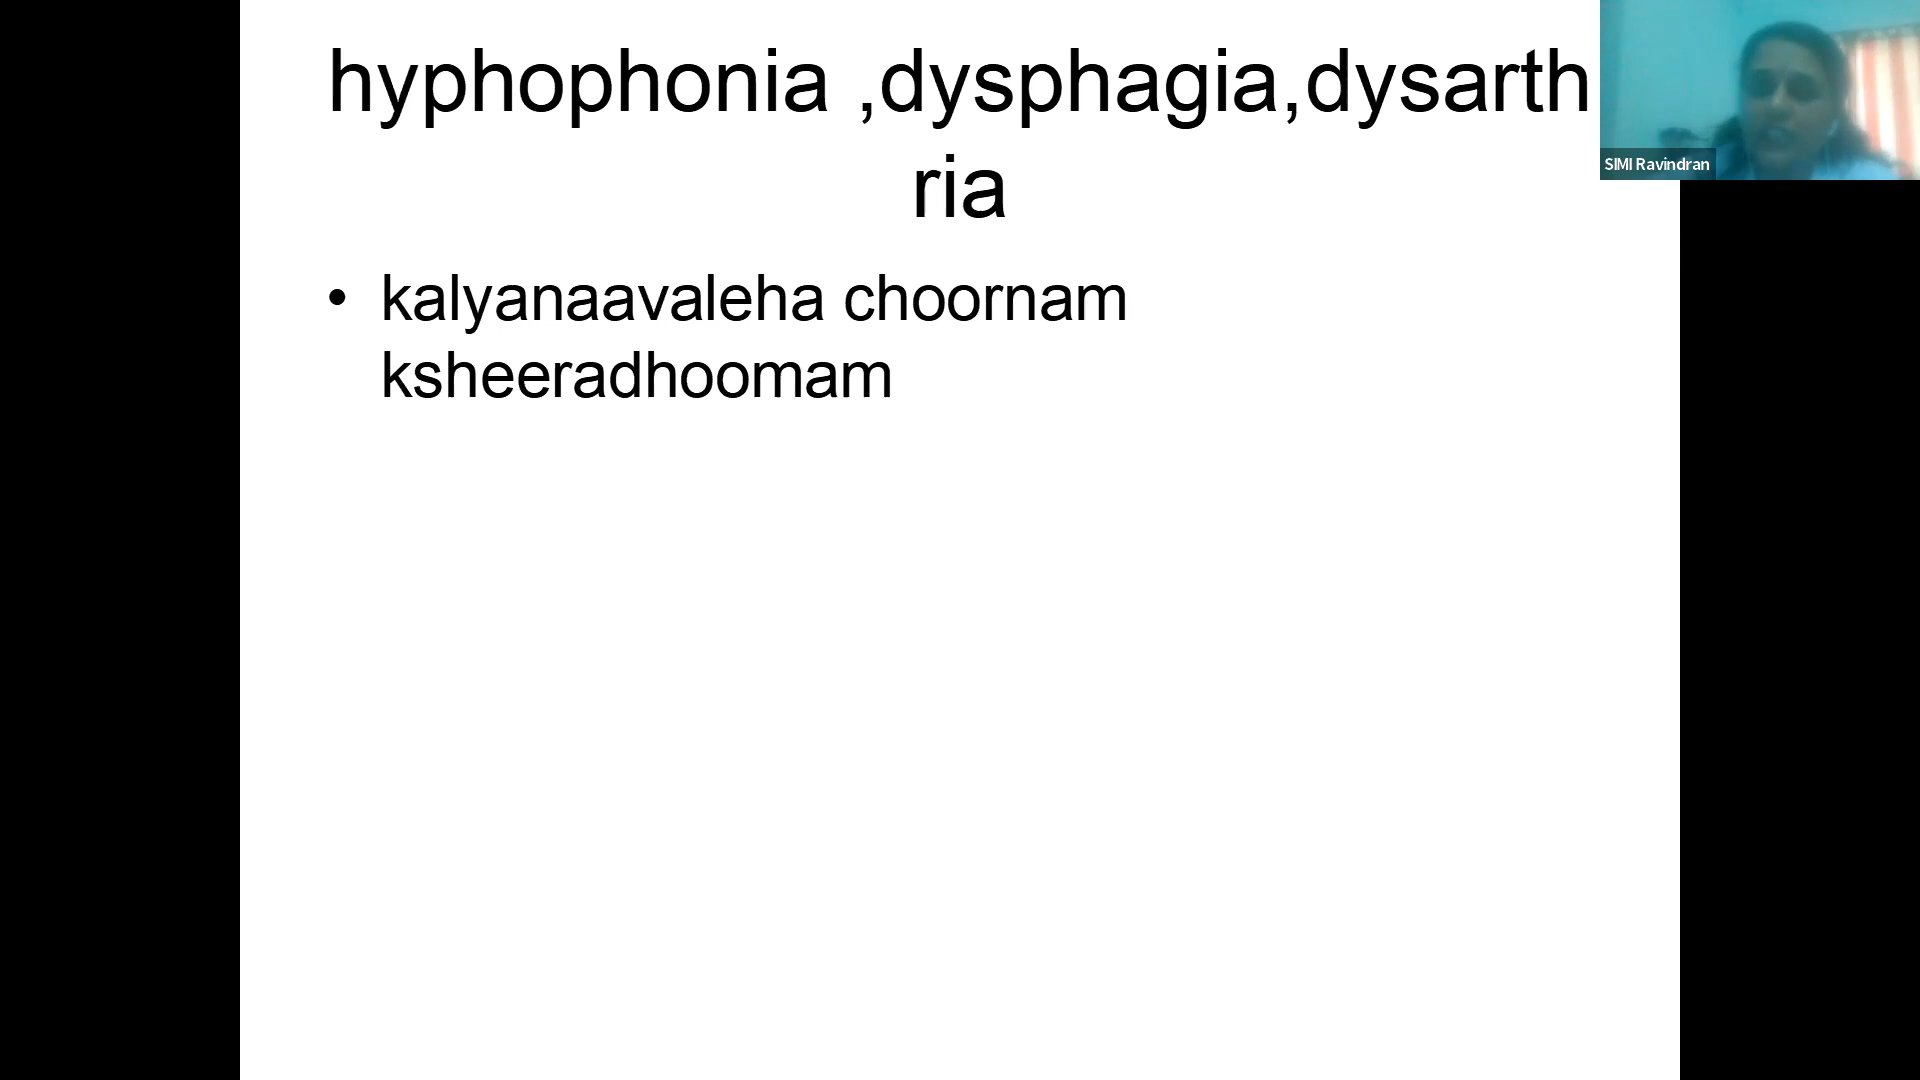 hyphophonia ,dysphagia,dysarth
ria
SIMI Ravindran
• kalyanaavaleha choornam
ksheeradhoomam